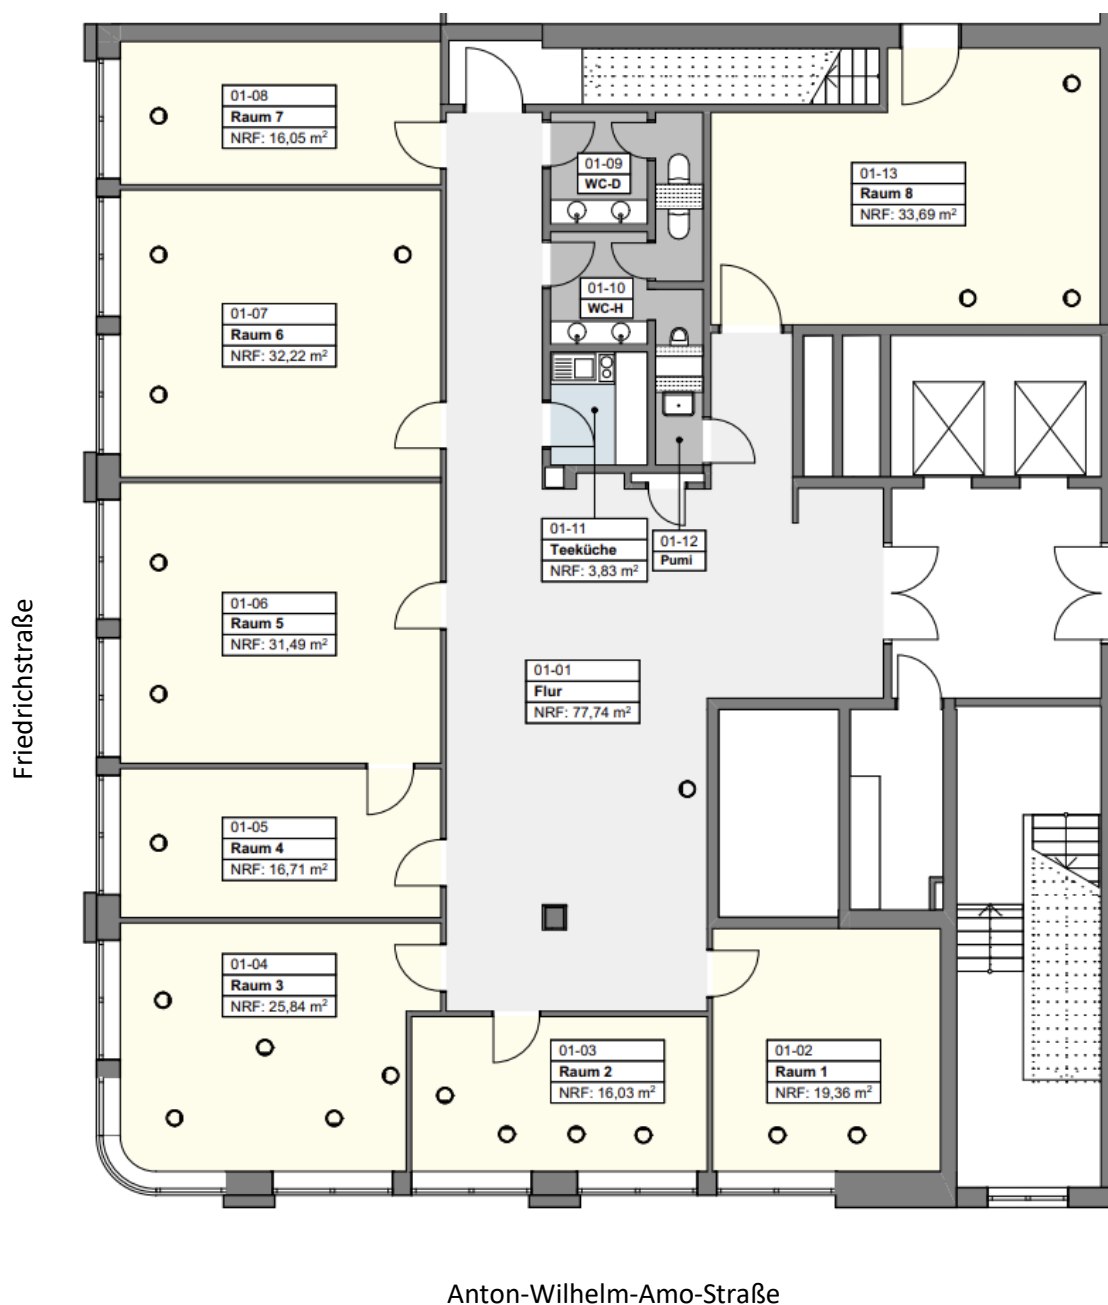 01-08
Raum 7
NRF: 16,05 m²
01-09
WC-D
01-13
Raum 8
NRF: 33,69 m²
01-07
Raum 6
NRF: 32,22 m²
01-10
WC-H
01-11
Teeküche
NRF: 3,83 m²
01-12
Pumi
01-06
Raum 5
NRF: 31,49 m²
01-01
Flur
NRF: 77,74 m²
Friedrichstraße
01-05
Raum 4
NRF: 16,71 m²
01-04
Raum 3
NRF: 25,84 m²
01-03
Raum 2
NRF: 16,03 m²
01-02
Raum 1
NRF: 19,36 m²
Anton-Wilhelm-Amo-Straße